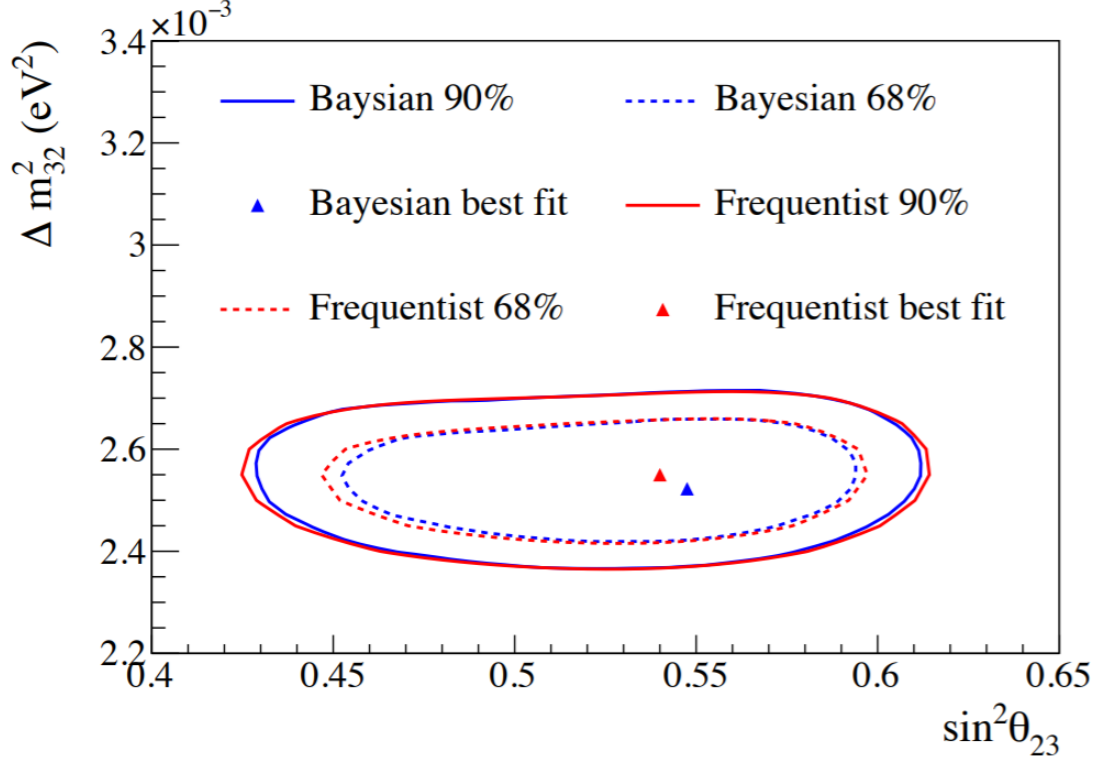 ×10⁻³
Δ m²₃₂ (eV²)
3.4
3.2
3
2.8
2.6
2.4
2.2
Baysian 90%
Bayesian 68%
Bayesian best fit
Frequentist 90%
Frequentist 68%
Frequentist best fit
0.4 0.45 0.5 0.55 0.6 0.65
sin²θ₂₃